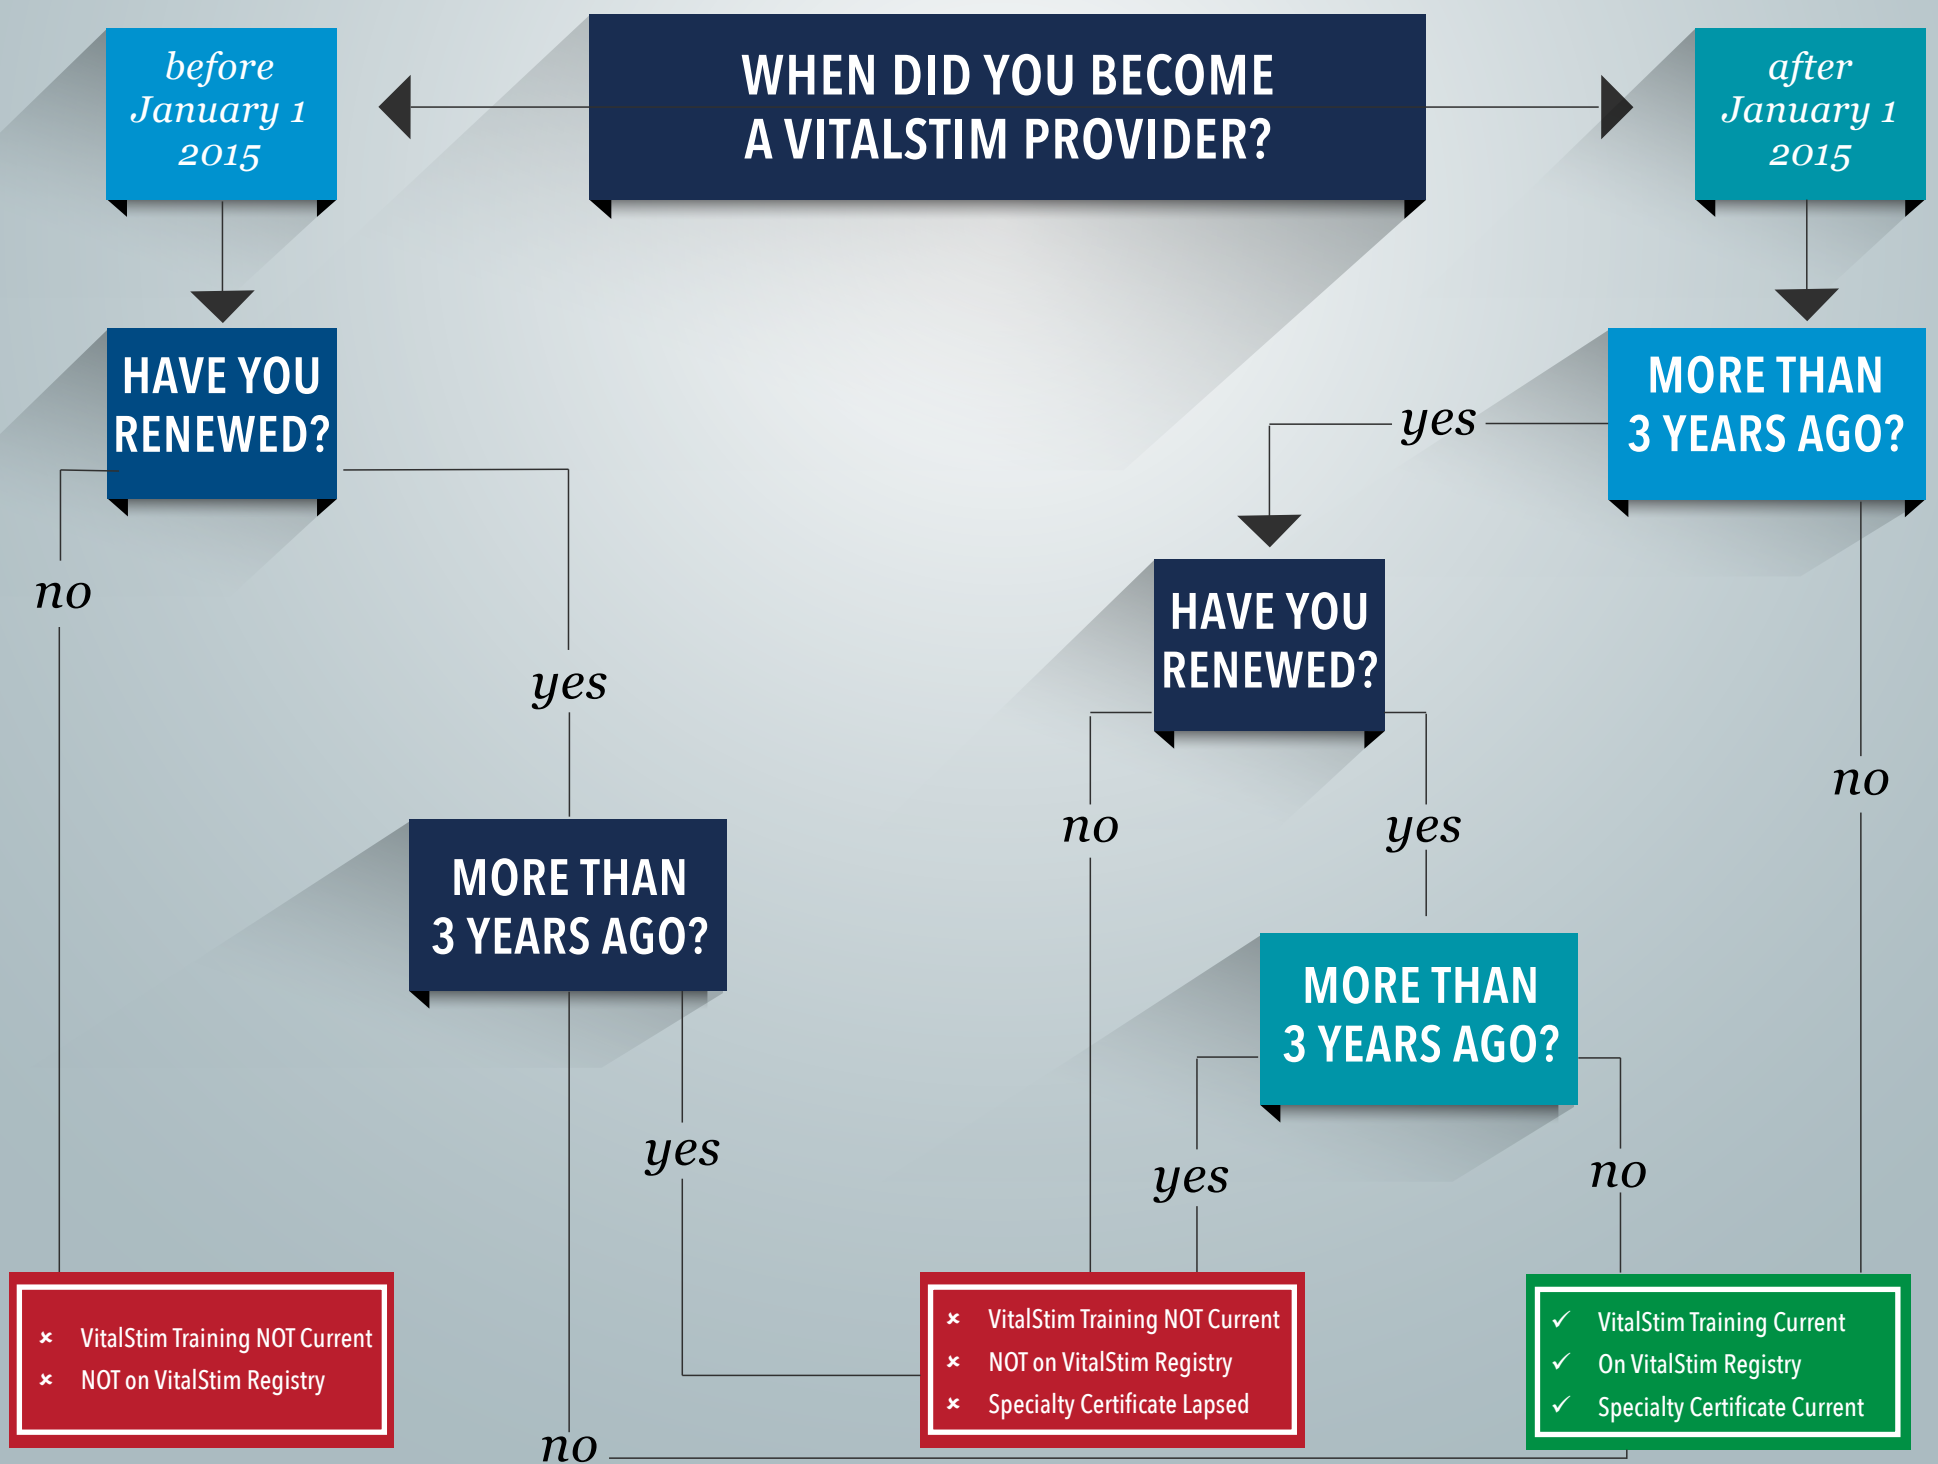 before
January 1
2015
WHEN DID YOU BECOME
A VITALSTIM PROVIDER?
after
January 1
2015
HAVE YOU
RENEWED?
MORE THAN
3 YEARS AGO?
yes
no
yes
HAVE YOU
RENEWED?
no
no
yes
MORE THAN
3 YEARS AGO?
MORE THAN
3 YEARS AGO?
yes
yes
no
× VitalStim Training NOT Current
× NOT on VitalStim Registry
× VitalStim Training NOT Current
× NOT on VitalStim Registry
× Specialty Certificate Lapsed
✓ VitalStim Training Current
✓ On VitalStim Registry
✓ Specialty Certificate Current
no